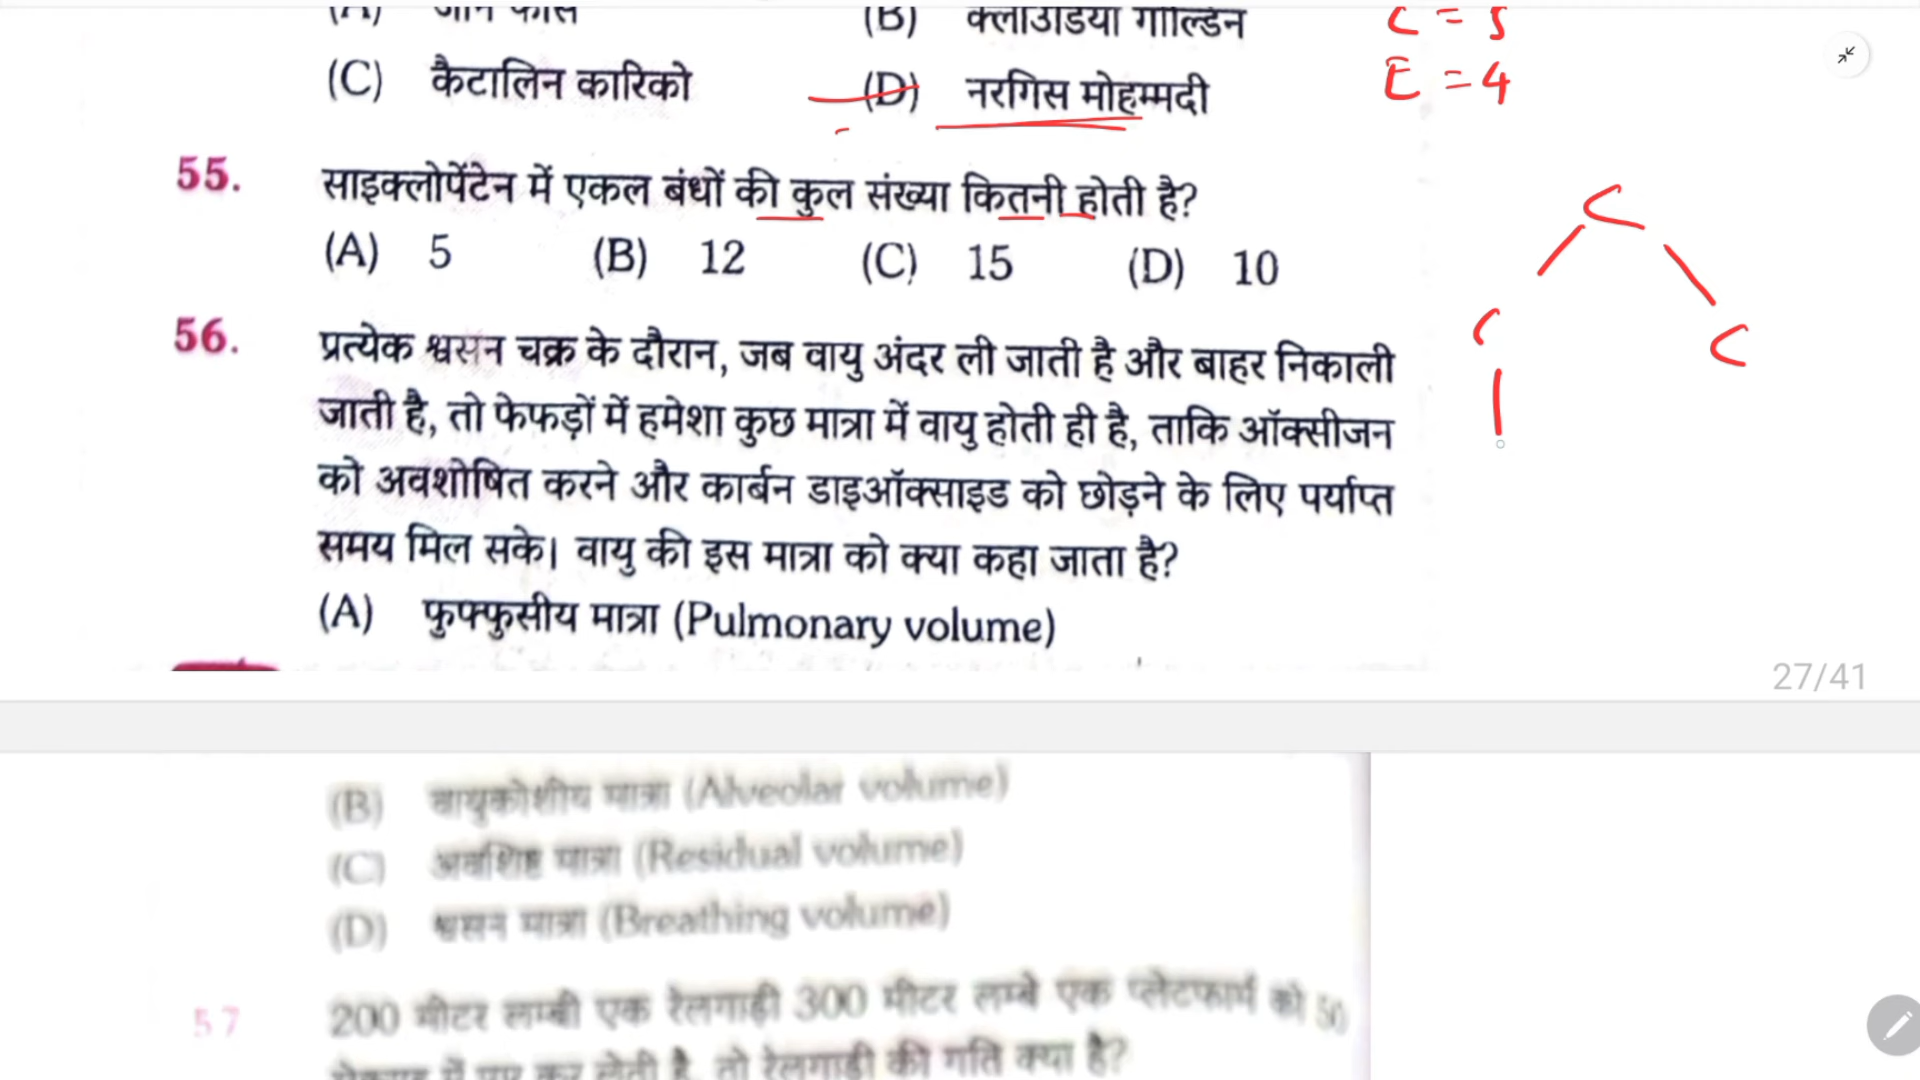 (B) क्लाउडिया गोल्डिन C = 5
(C) कैटालिन कारिको (D) नरगिस मोहम्मदी E = 4
55. साइक्लोपेंटेन में एकल बंधों की कुल संख्या कितनी होती है?
(A) 5 (B) 12 (C) 15 (D) 10
C
C C
56. प्रत्येक श्वसन चक्र के दौरान, जब वायु अंदर ली जाती है और बाहर निकाली
जाती है, तो फेफड़ों में हमेशा कुछ मात्रा में वायु होती ही है, ताकि ऑक्सीजन
को अवशोषित करने और कार्बन डाइऑक्साइड को छोड़ने के लिए पर्याप्त
समय मिल सके। वायु की इस मात्रा को क्या कहा जाता है?
(A) फुफ्फुसीय मात्रा (Pulmonary volume)
27/41
(B) वायुकोशीय मात्रा (Alveolar volume)
(C) अवशिष्ट मात्रा (Residual volume)
(D) श्वसन मात्रा (Breathing volume)
57 200 मीटर लम्बी एक रेलगाड़ी 300 मीटर लम्बे एक प्लेटफार्म को 50
में पार कर लेती है, तो रेलगाड़ी की गति क्या है?